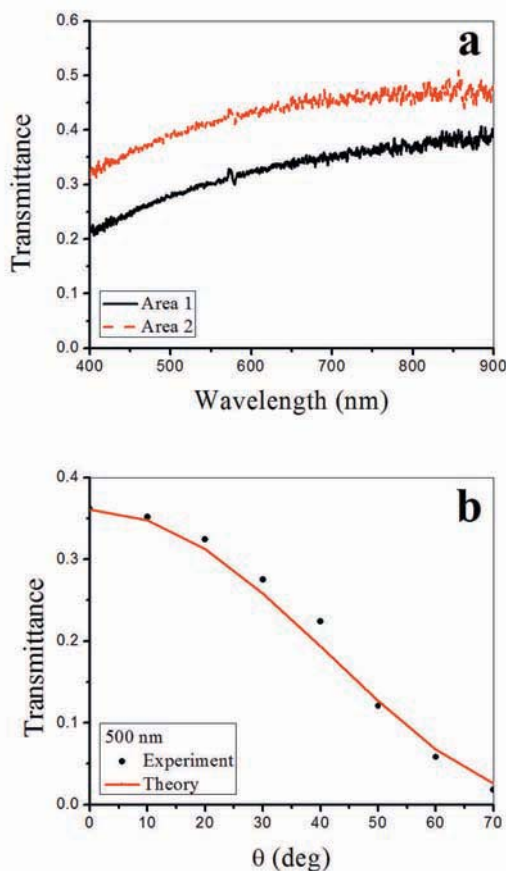 a
0.6
0.5
0.4
0.3
0.2
0.1
0.0
Transmittance
Area 1
Area 2
400 500 600 700 800 900
Wavelength (nm)
b
0.4
0.3
0.2
0.1
0.0
Transmittance
500 nm
Experiment
Theory
0 10 20 30 40 50 60 70
θ (deg)